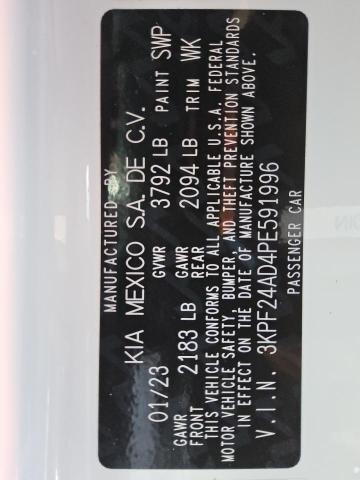 MANUFACTURED BY
KIA MEXICO S.A. DE C.V.
01/23 GVWR 3792 LB PAINT SWP
GAWR FRONT 2183 LB GAWR REAR 2094 LB TRIM WK
THIS VEHICLE CONFORMS TO ALL APPLICABLE U.S.A. FEDERAL
MOTOR VEHICLE SAFETY, BUMPER, AND THEFT PREVENTION STANDARDS
IN EFFECT ON THE DATE OF MANUFACTURE SHOWN ABOVE.
V.I.N. 3KPF24AD4PE591996
PASSENGER CAR